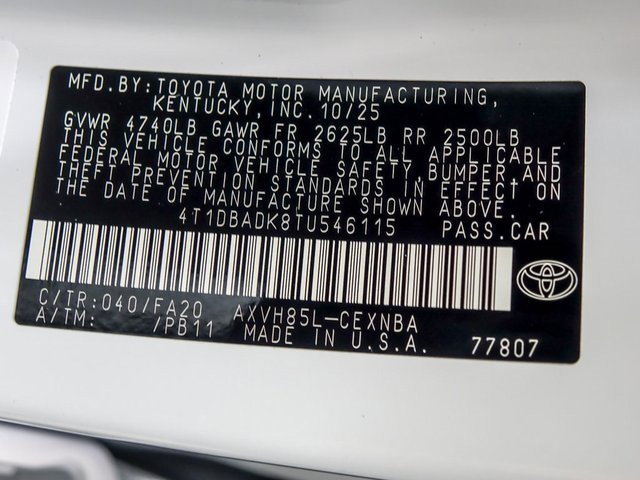 MFD.BY:TOYOTA MOTOR MANUFACTURING,
KENTUCKY,INC.10/25
GVWR 4740LB GAWR FR 2625LB RR 2500LB
THIS VEHICLE CONFORMS TO ALL APPLICABLE
FEDERAL MOTOR VEHICLE SAFETY,BUMPER,AND
THEFT PREVENTION STANDARDS IN EFFECT ON
THE DATE OF MANUFACTURE SHOWN ABOVE.
4T1DBADK8TU546115 PASS.CAR
C/TR:040/FA20 AXVH85L-CEXNBA
A/TM: /PB11 MADE IN U.S.A. 77807